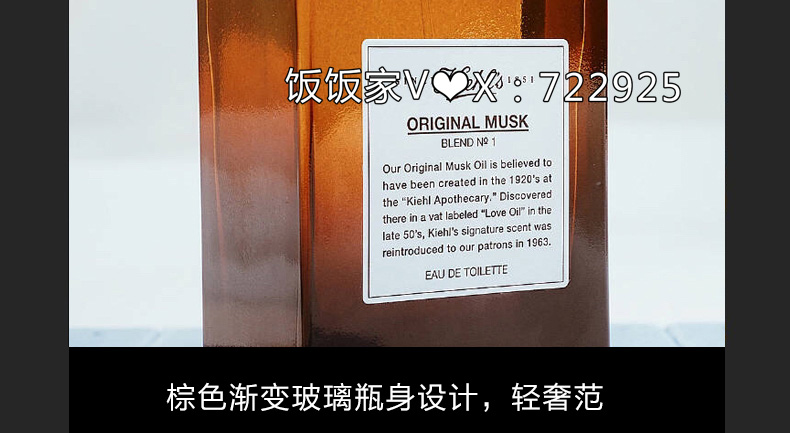 饭饭家V❤X：722925
ORIGINAL MUSK
BLEND Nº 1
Our Original Musk Oil is believed to
have been created in the 1920's at
the “Kiehl Apothecary.” Discovered
there in a vat labeled “Love Oil” in the
late 50's, Kiehl's signature scent was
reintroduced to our patrons in 1963.
EAU DE TOILETTE
棕色渐变玻璃瓶身设计，轻奢范